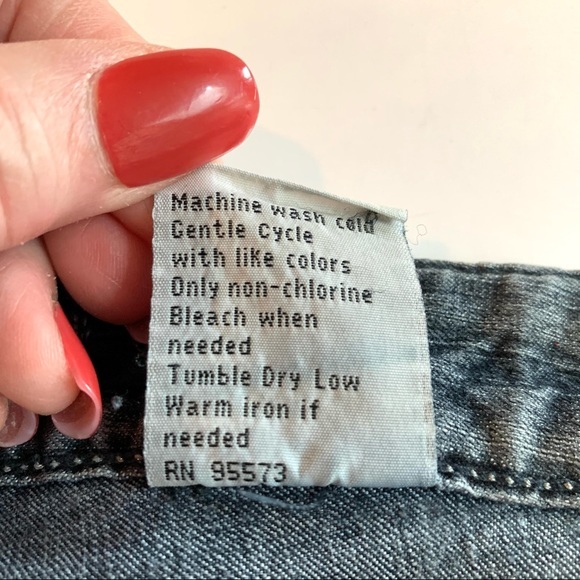 Machine wash cold
Gentle Cycle
with like colors
Only non-chlorine
Bleach when
needed
Tumble Dry Low
Warm iron if
needed
RN 95573